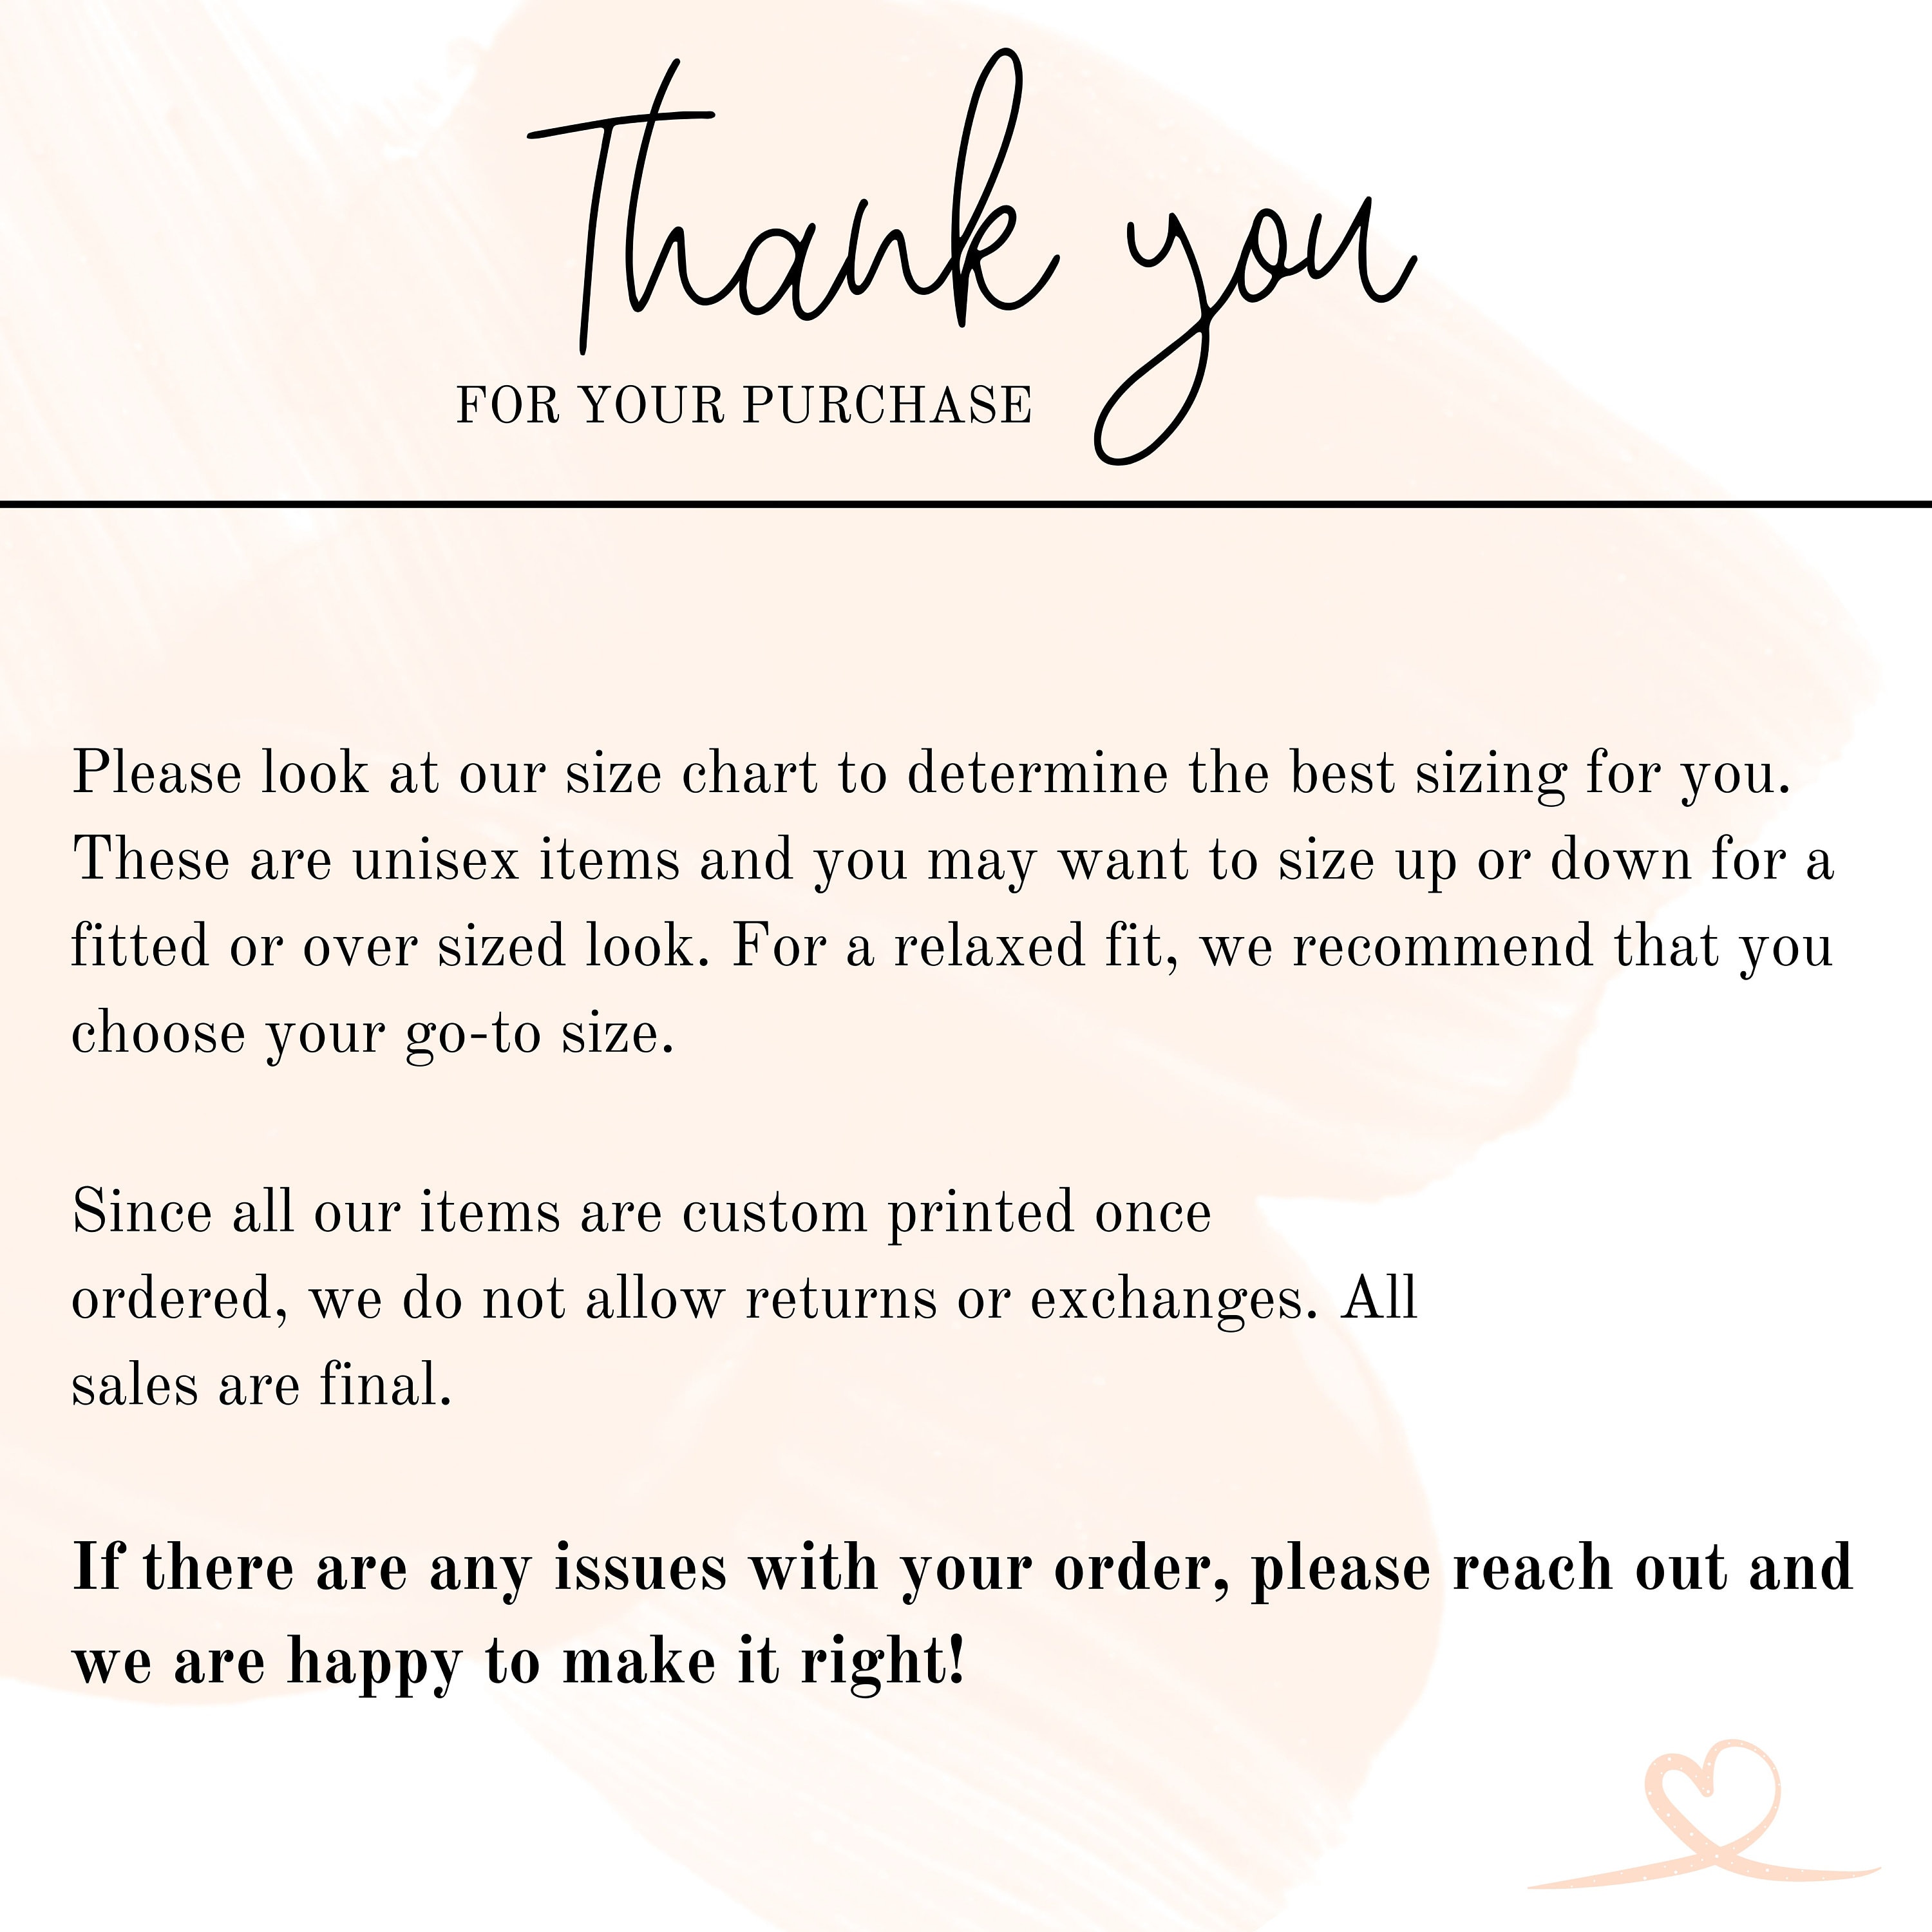 Thank you
FOR YOUR PURCHASE
Please look at our size chart to determine the best sizing for you.
These are unisex items and you may want to size up or down for a
fitted or over sized look. For a relaxed fit, we recommend that you
choose your go-to size.
Since all our items are custom printed once
ordered, we do not allow returns or exchanges. All
sales are final.
If there are any issues with your order, please reach out and
we are happy to make it right!